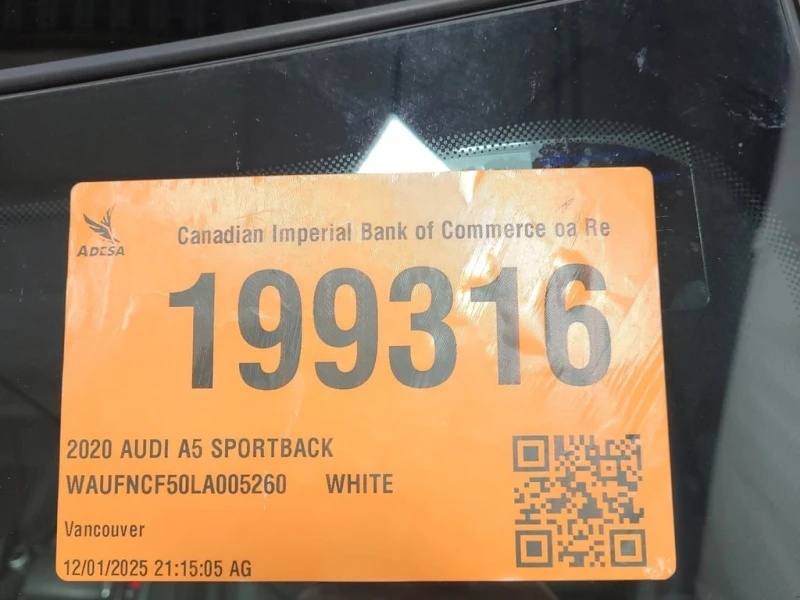 ADESA
Canadian Imperial Bank of Commerce oa Re
199316
2020 AUDI A5 SPORTBACK
WAUFNCF50LA005260 WHITE
Vancouver
12/01/2025 21:15:05 AG